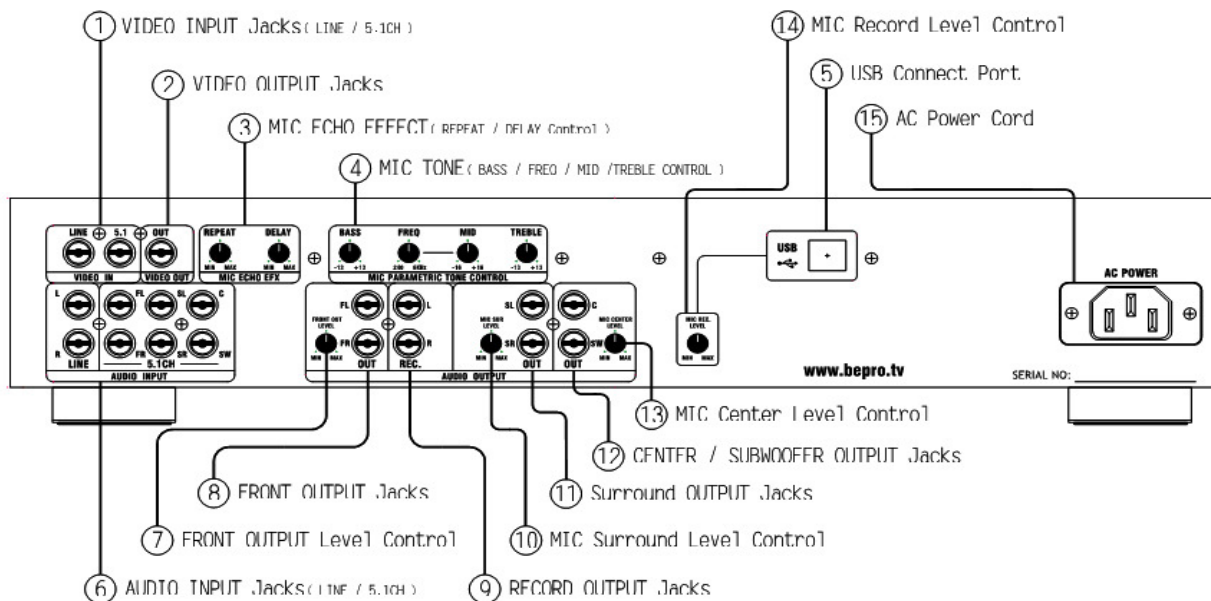 ① VIDEO INPUT Jacks( LINE / 5.1CH )
② VIDEO OUTPUT Jacks
③ MIC ECHO EFFECT( REPEAT / DELAY Control )
④ MIC TONE( BASS / FREQ / MID /TREBLE CONTROL )
⑭ MIC Record Level Control
⑤ USB Connect Port
⑮ AC Power Cord
LINE 5.1 OUT
VIDEO IN VIDEO OUT
REPEAT DELAY
MIN MAX MIN MAX
MIC ECHO EFX
BASS FREQ MID TREBLE
-12 +12 200 6KHz -16 +16 -12 +12
MIC PARAMETRIC TONE CONTROL
USB
AC POWER
L FL SL C
R FR SR SW
LINE 5.1CH
AUDIO INPUT
FRONT OUT LEVEL
MIN MAX
FL
FR
OUT
L
R
REC.
MIC SUR LEVEL
MIN MAX
SL
SR
OUT
C
SW
OUT
MIC CENTER LEVEL
MIN MAX
AUDIO OUTPUT
MIC REC. LEVEL
MIN MAX
www.bepro.tv
SERIAL NO:
⑬ MIC Center Level Control
⑫ CENTER / SUBWOOFER OUTPUT Jacks
⑪ Surround OUTPUT Jacks
⑧ FRONT OUTPUT Jacks
⑩ MIC Surround Level Control
⑦ FRONT OUTPUT Level Control
⑥ AUDIO INPUT Jacks( LINE / 5.1CH )
⑨ RECORD OUTPUT Jacks